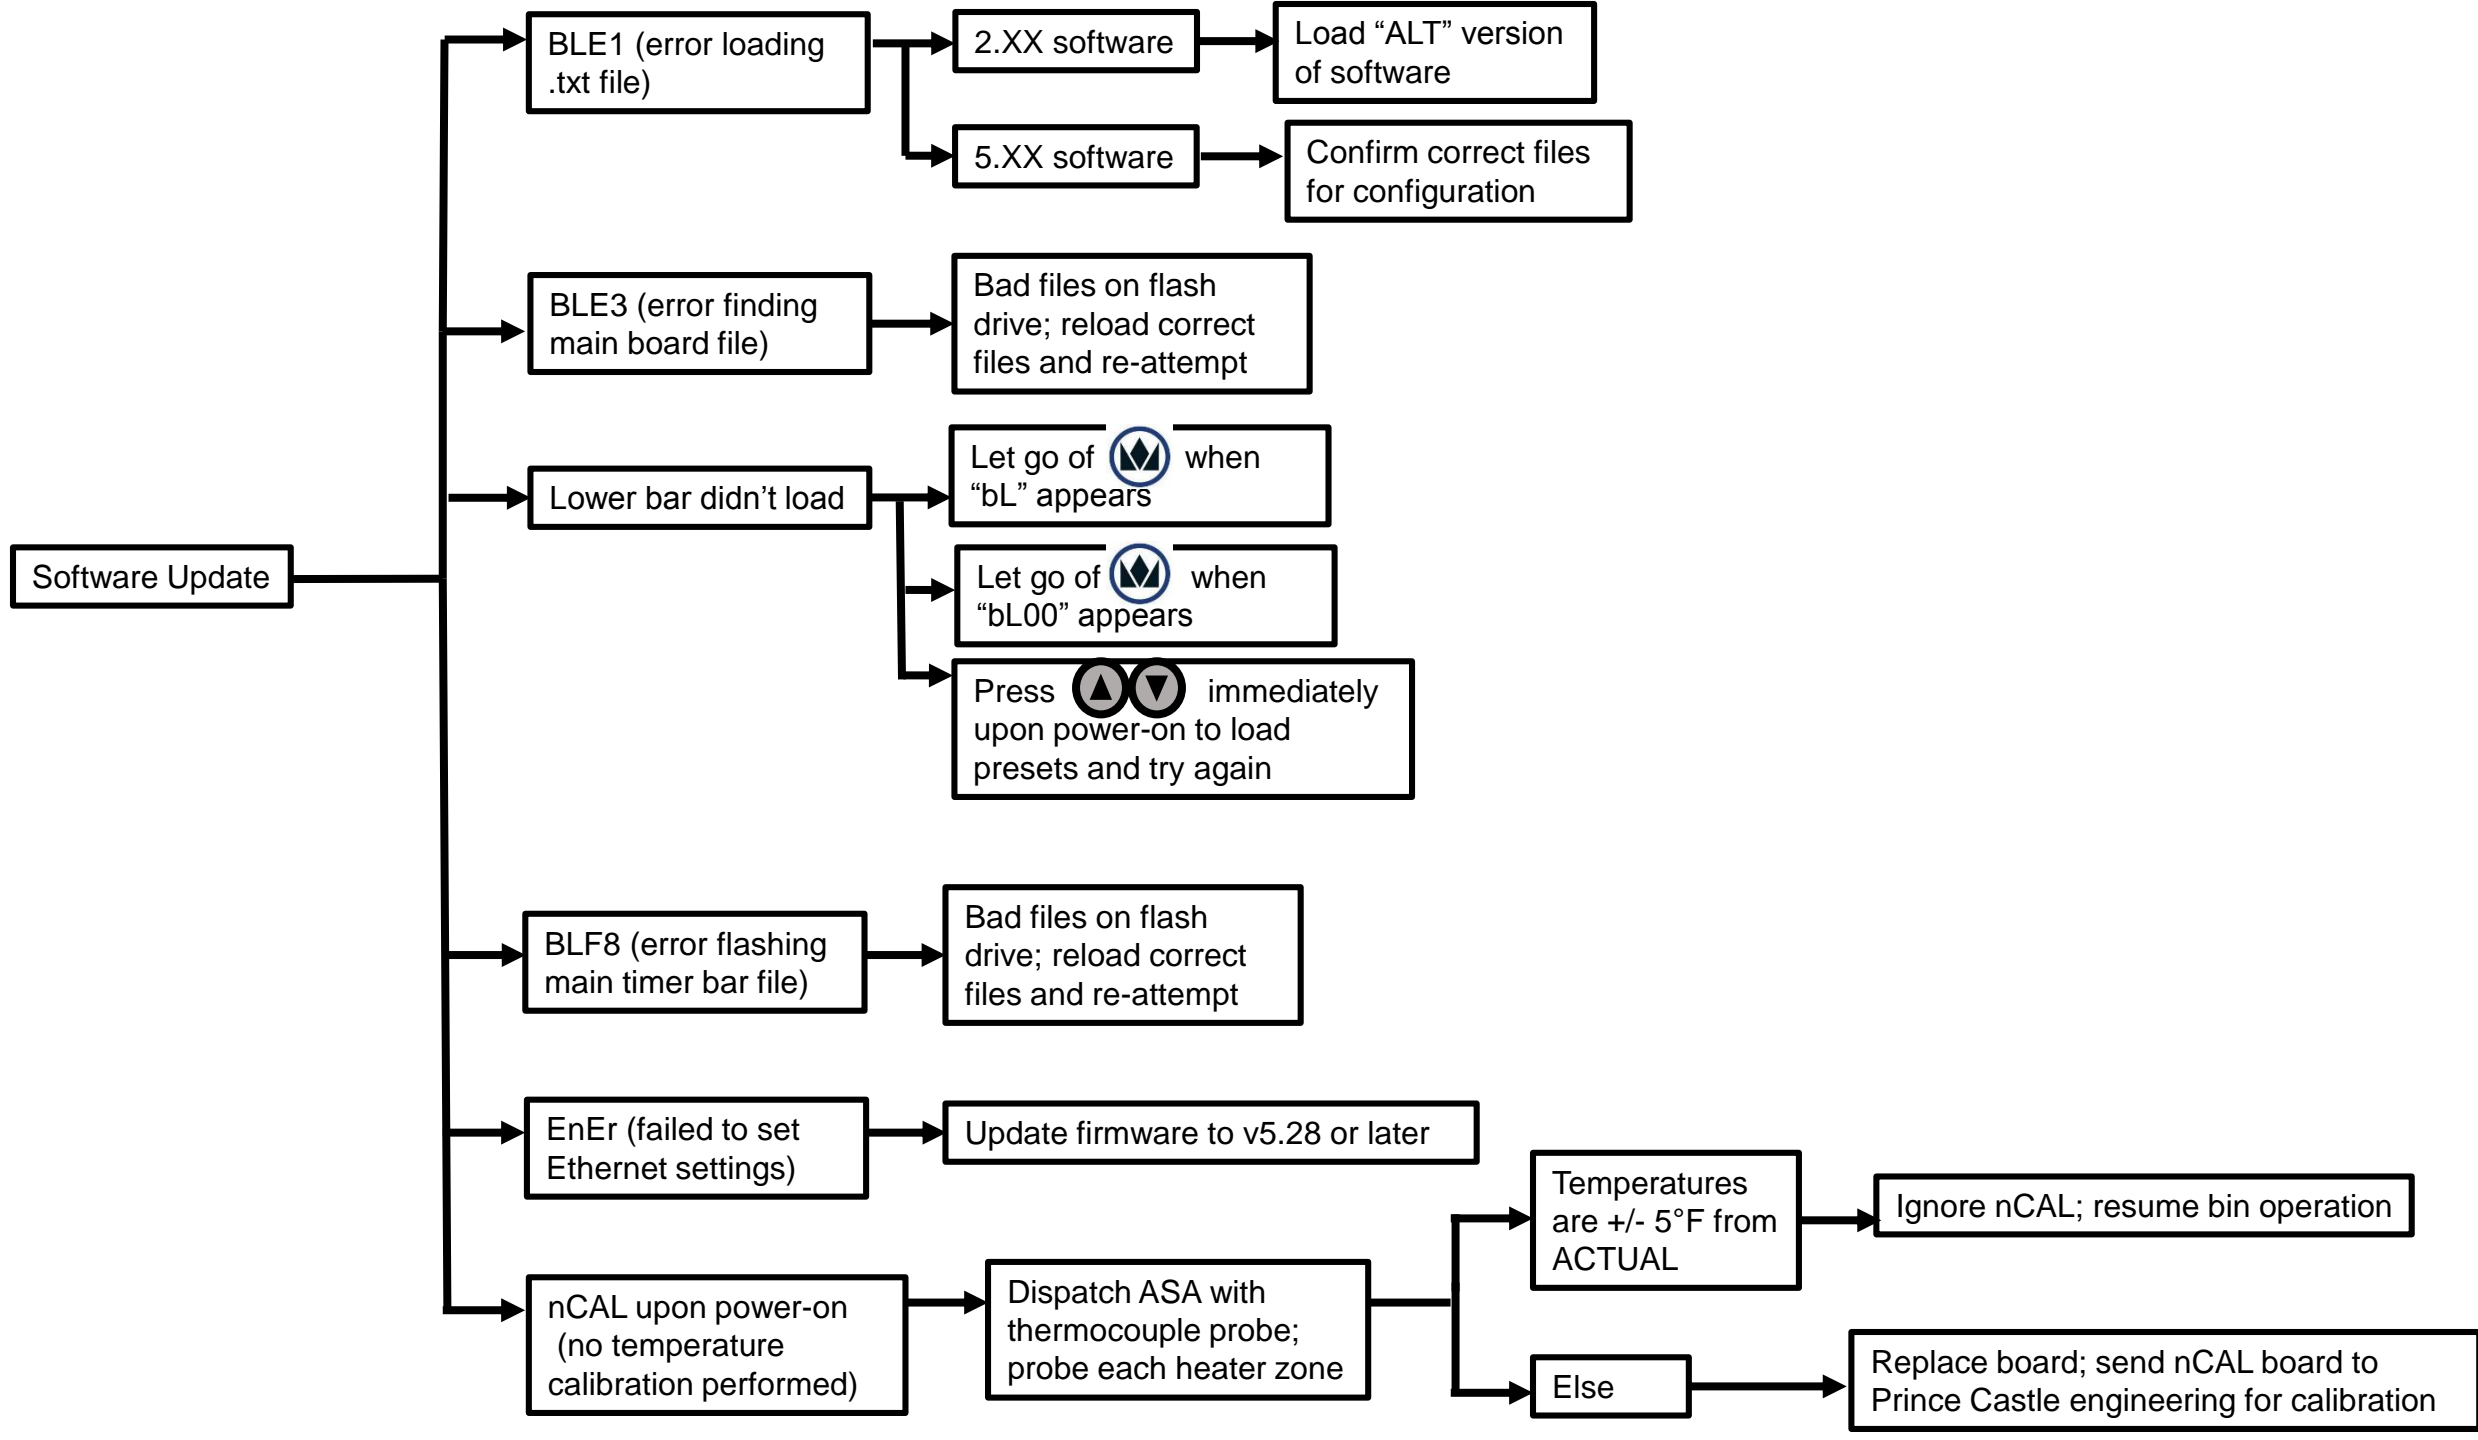 BLE1 (error loading
.txt file)
2.XX software
Load “ALT” version
of software
5.XX software
Confirm correct files
for configuration
BLE3 (error finding
main board file)
Bad files on flash
drive; reload correct
files and re-attempt
Lower bar didn’t load
Let go of when
“bL” appears
Let go of when
“bL00” appears
Press immediately
upon power-on to load
presets and try again
Software Update
BLF8 (error flashing
main timer bar file)
Bad files on flash
drive; reload correct
files and re-attempt
EnEr (failed to set
Ethernet settings)
Update firmware to v5.28 or later
nCAL upon power-on
(no temperature
calibration performed)
Dispatch ASA with
thermocouple probe;
probe each heater zone
Temperatures
are +/- 5°F from
ACTUAL
Ignore nCAL; resume bin operation
Else
Replace board; send nCAL board to
Prince Castle engineering for calibration